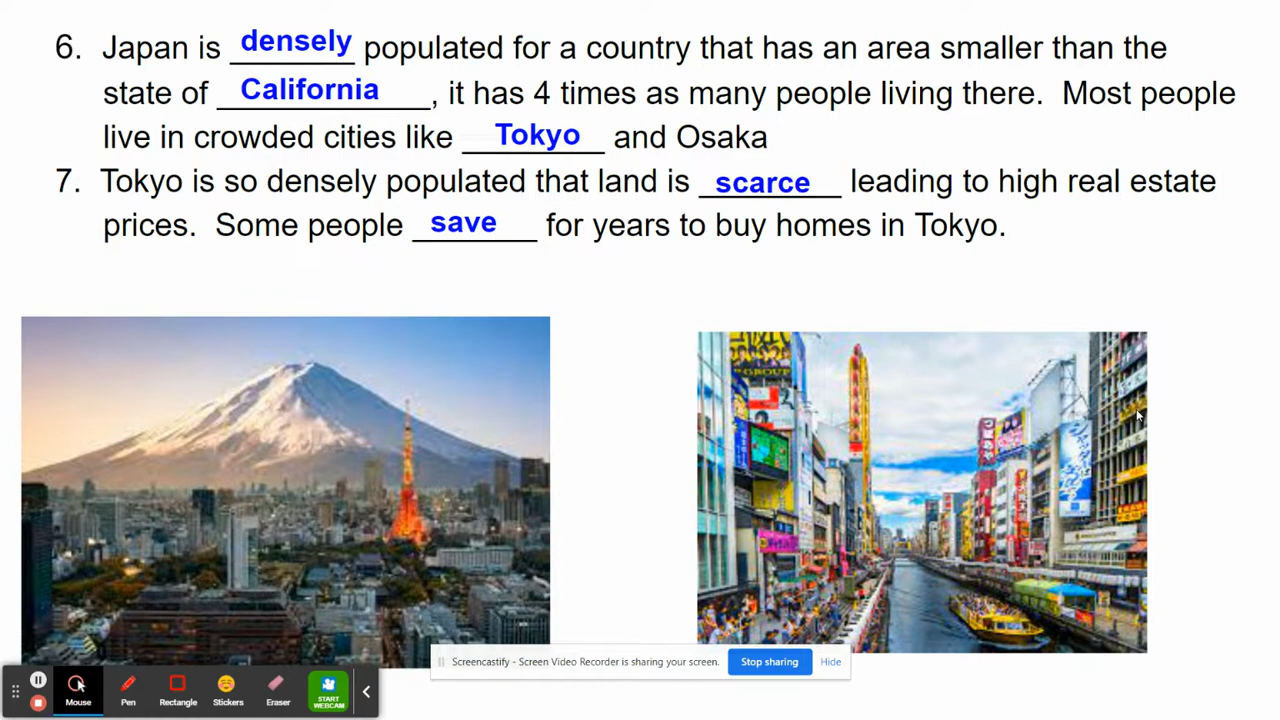 6. Japan is densely populated for a country that has an area smaller than the
state of California, it has 4 times as many people living there. Most people
live in crowded cities like Tokyo and Osaka
7. Tokyo is so densely populated that land is scarce leading to high real estate
prices. Some people save for years to buy homes in Tokyo.
GROUP
Screencastify - Screen Video Recorder is sharing your screen.
Stop sharing
Hide
Mouse
Pen
Rectangle
Stickers
Eraser
START
WEBCAM